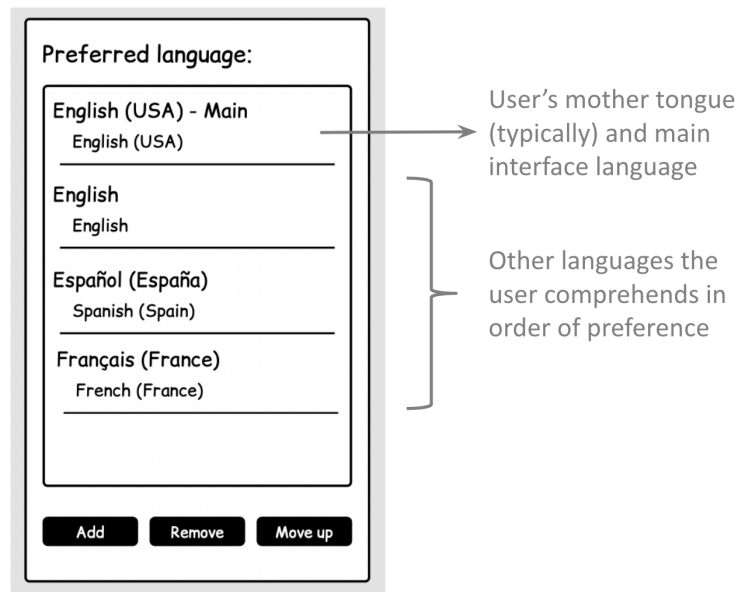 Preferred language:
English (USA) - Main
English (USA)
English
English
Español (España)
Spanish (Spain)
Français (France)
French (France)
Add
Remove
Move up
User’s mother tongue
(typically) and main
interface language
Other languages the
user comprehends in
order of preference